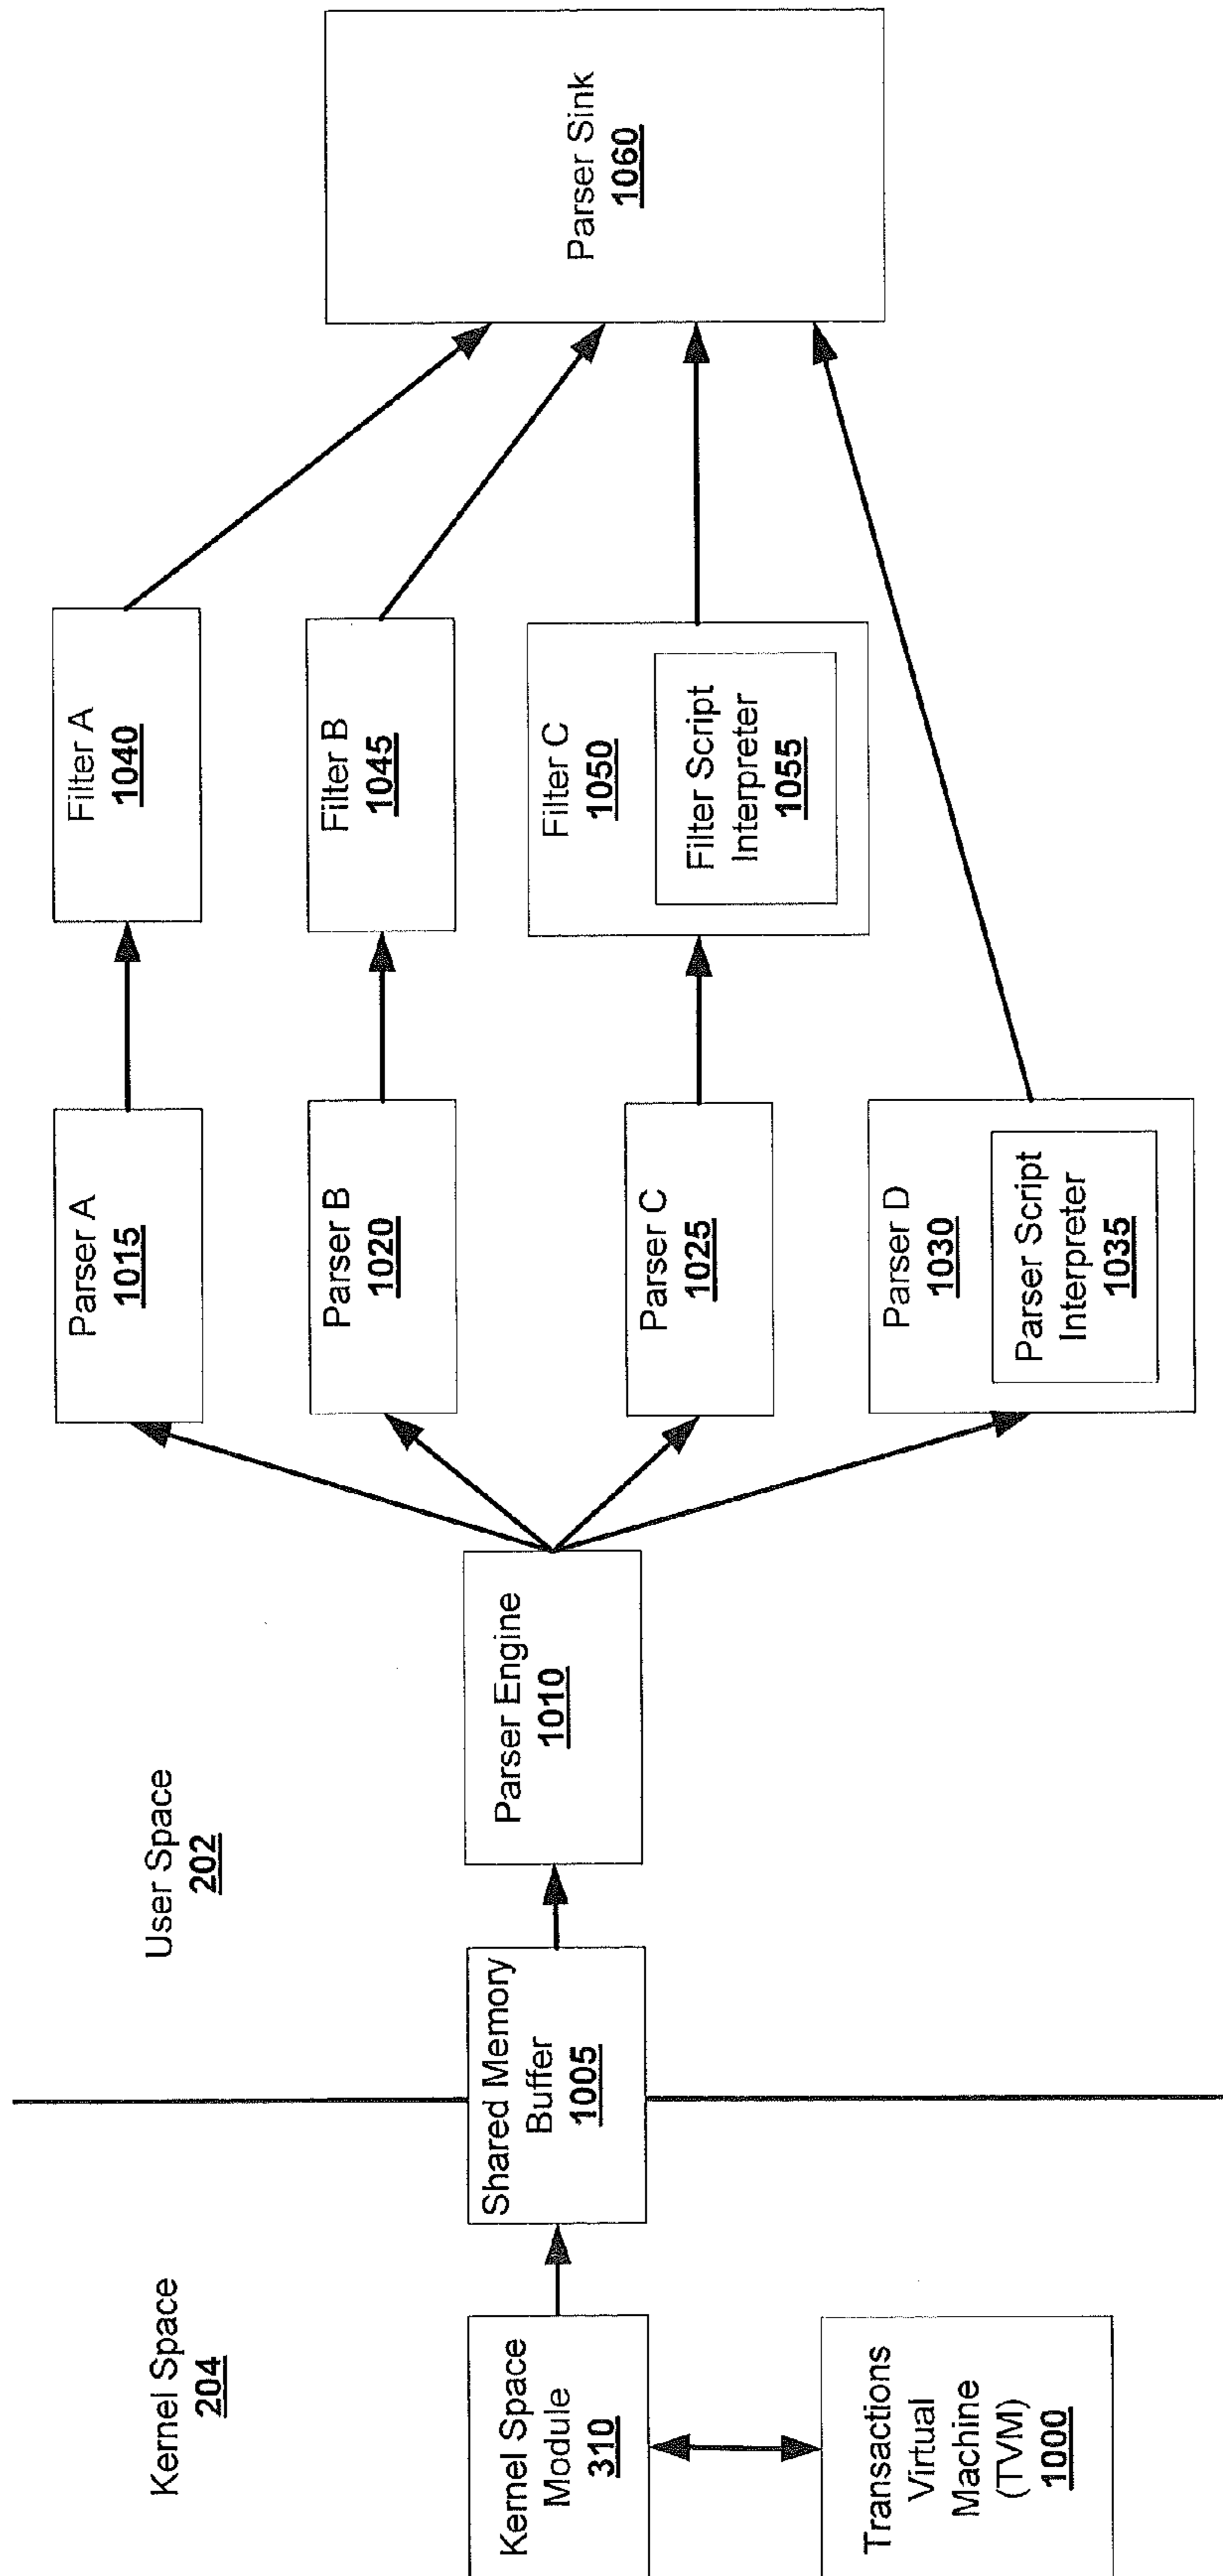 Kernel Space
204
User Space
202
Kernel Space
Module
310
Transactions
Virtual
Machine
(TVM)
1000
Shared Memory
Buffer
1005
Parser Engine
1010
Parser A
1015
Parser B
1020
Parser C
1025
Parser D
1030
Parser Script
Interpreter
1035
Filter A
1040
Filter B
1045
Filter C
1050
Filter Script
Interpreter
1055
Parser Sink
1060